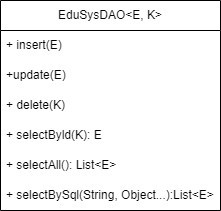 EduSysDAO<E, K>
+ insert(E)
+update(E)
+ delete(K)
+ selectById(K): E
+ selectAll(): List<E>
+ selectBySql(String, Object...):List<E>